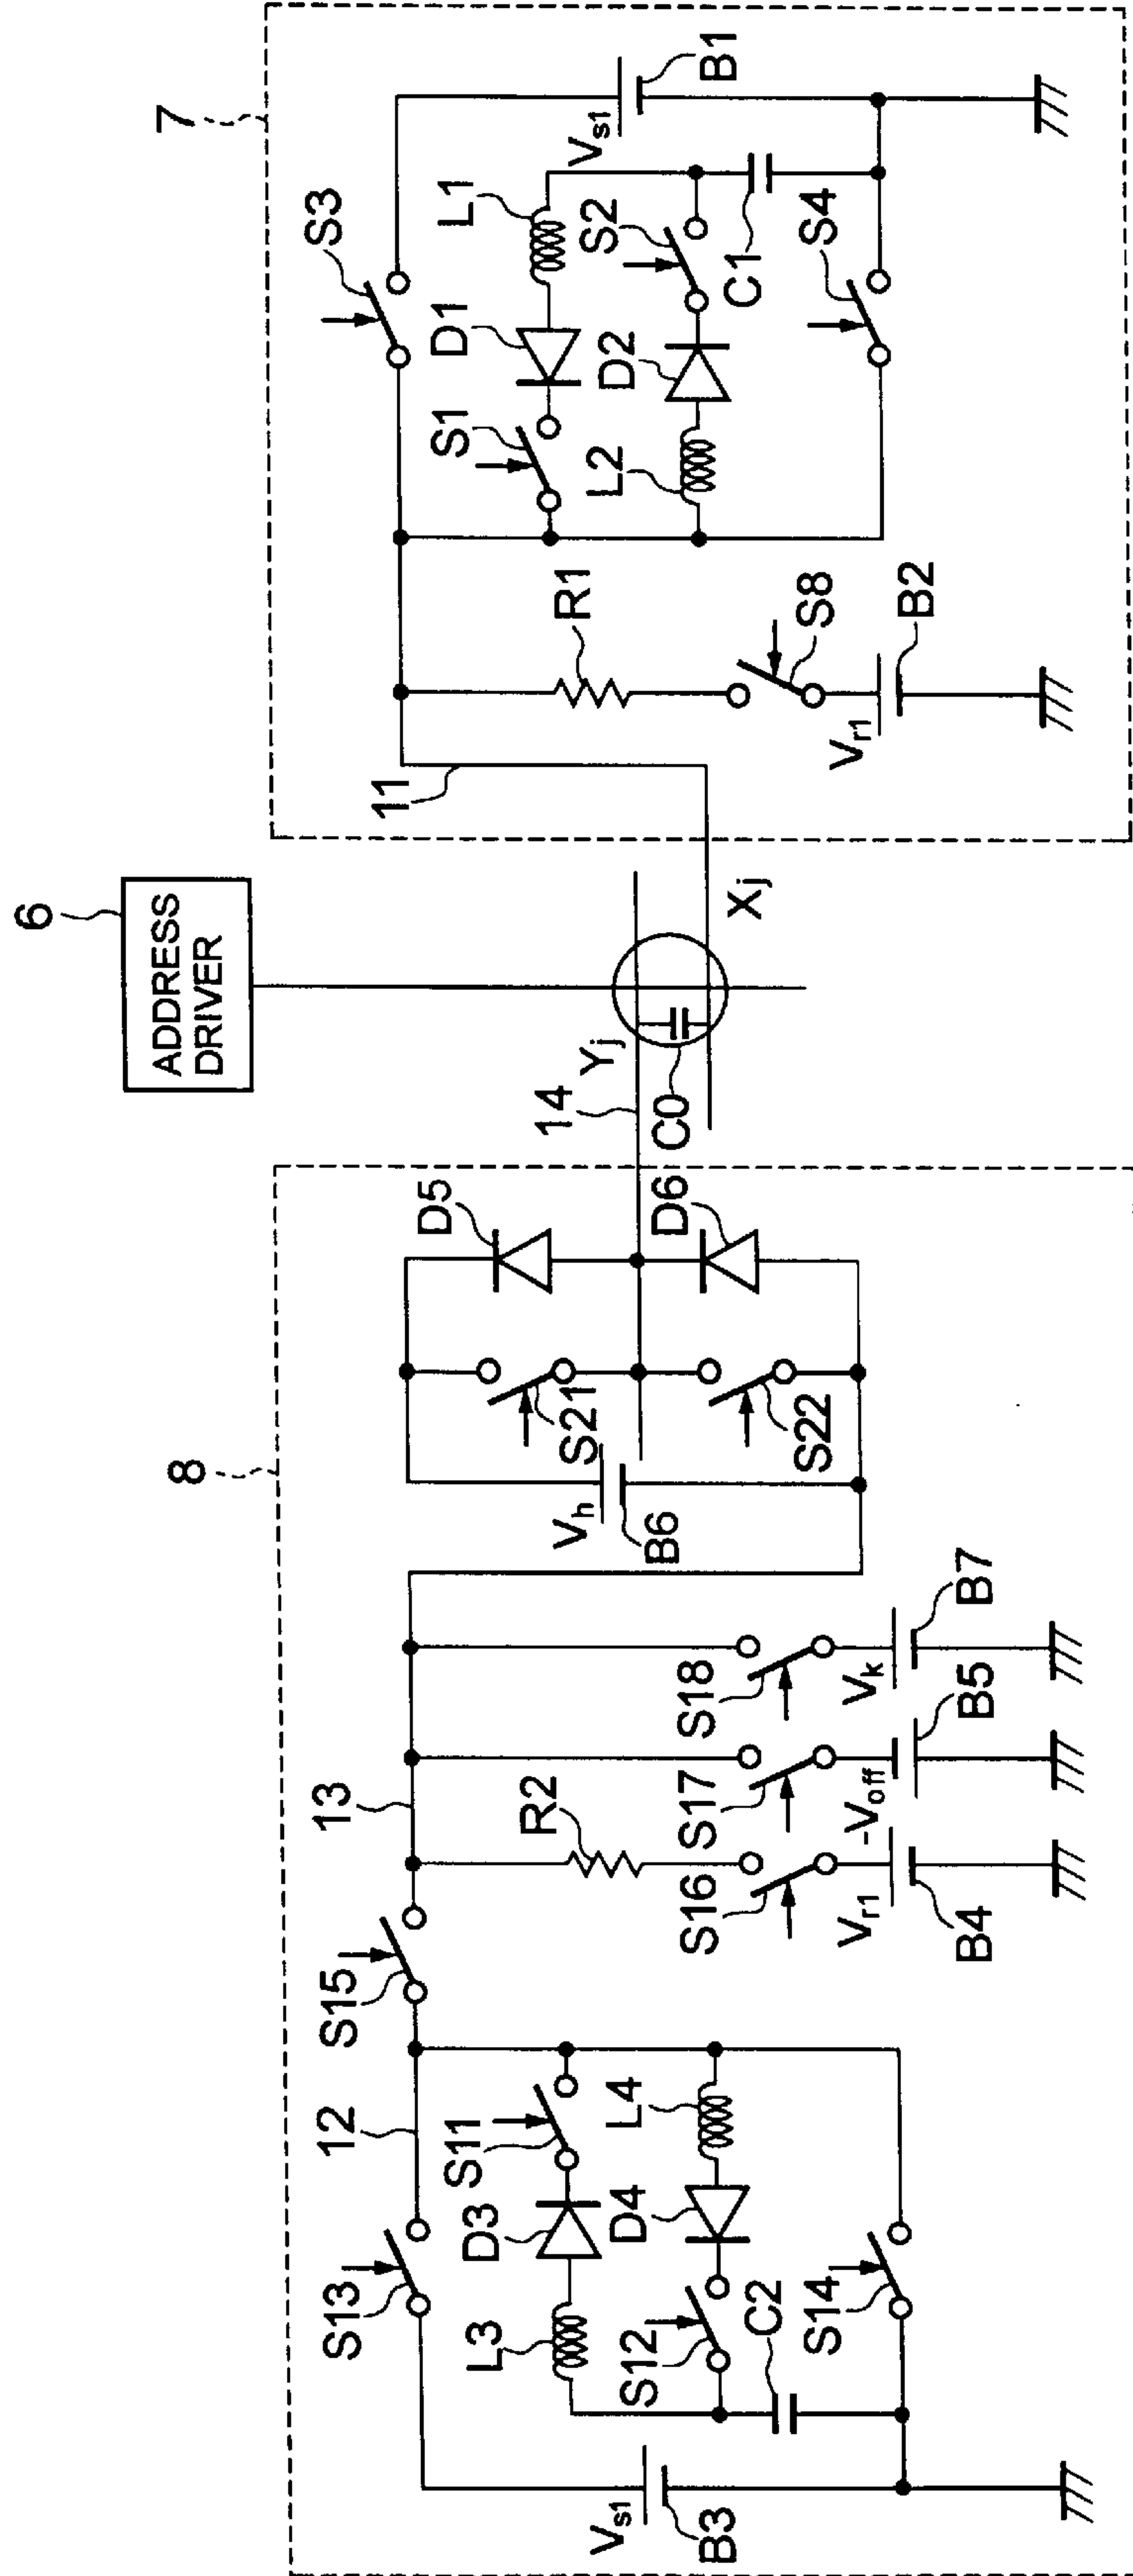 6
ADDRESS
DRIVER
7
8
S3
L1
D1
S1
Vs1
B1
S2
D2
L2
C1
S4
R1
S8
Vr1
B2
11
Xj
Yj
14
C0
D5
D6
S21
S22
Vh
B6
13
R2
S18
Vk
B7
S17
-Voff
B5
S16
Vr1
B4
S15
12
S13
S11
D3
L3
L4
D4
S12
C2
S14
Vs1
B3